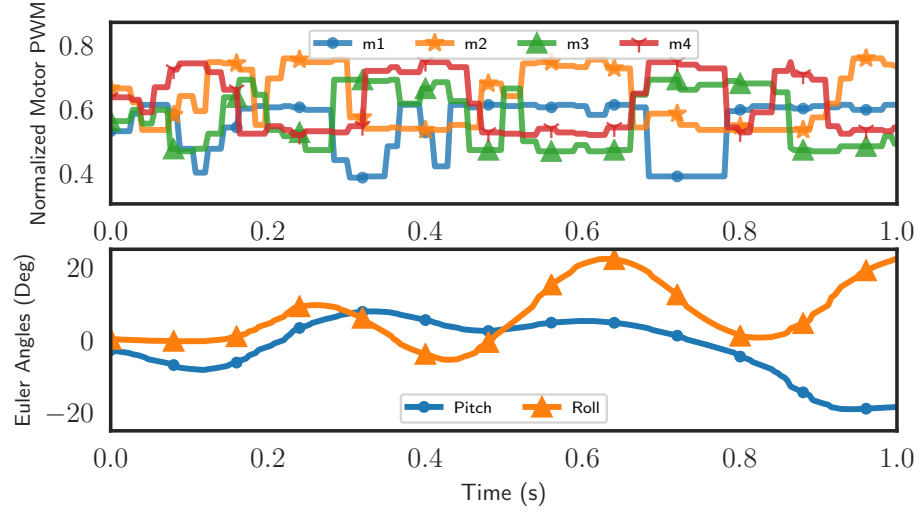 Normalized Motor PWM
0.8
0.6
0.4
m1 m2 m3 m4
0.0 0.2 0.4 0.6 0.8 1.0
Euler Angles (Deg)
20
0
−20
Pitch Roll
0.0 0.2 0.4 0.6 0.8 1.0
Time (s)